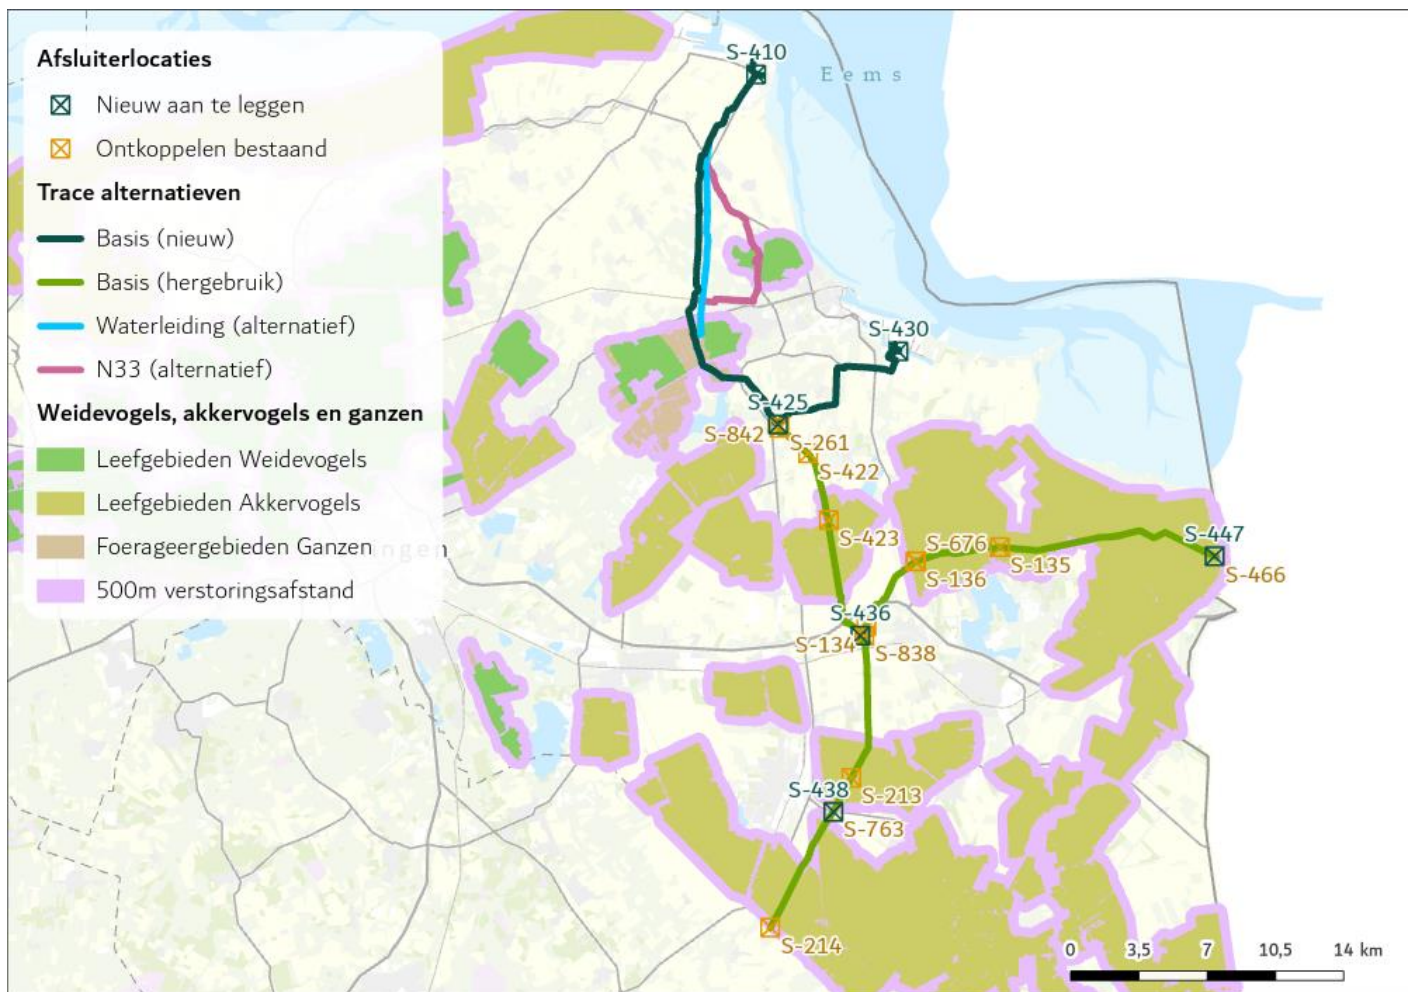 Afsluiterlocaties
Nieuw aan te leggen
Ontkoppelen bestaand
Trace alternatieven
Basis (nieuw)
Basis (hergebruik)
Waterleiding (alternatief)
N33 (alternatief)
Weidevogels, akkervogels en ganzen
Leefgebieden Weidevogels
Leefgebieden Akkervogels
Foerageergebieden Ganzen
500m verstoringsafstand
S-410
Eems
S-430
S-425
S-842
S-261
S-422
S-423
S-676
S-135
S-136
S-447
S-466
S-436
S-134
S-838
S-438
S-213
S-763
S-214
0 3,5 7 10,5 14 km